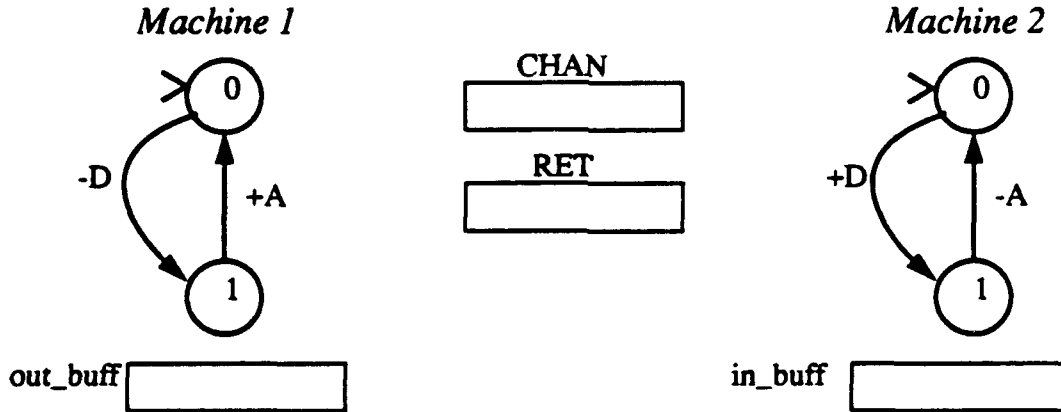 Machine 1
Machine 2
CHAN
0
0
-D
+A
RET
+D
-A
1
1
out_buff
in_buff